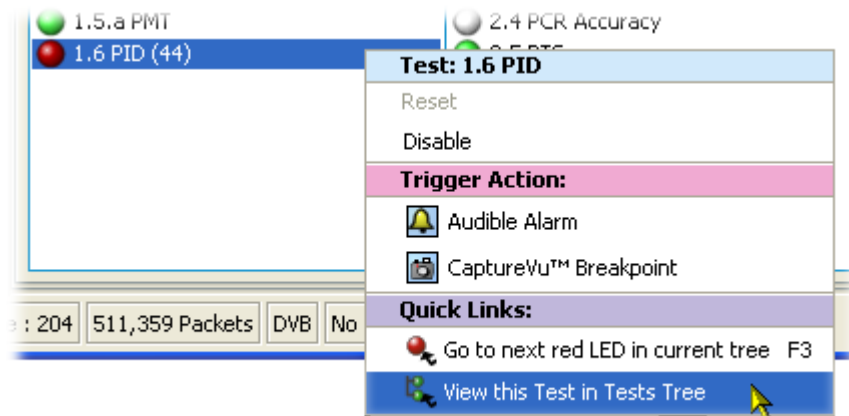 1.5.a PMT
2.4 PCR Accuracy
1.6 PID (44)
Test: 1.6 PID
Reset
Disable
Trigger Action:
Audible Alarm
CaptureVu™ Breakpoint
Quick Links:
: 204
511,359 Packets
DVB
No
Go to next red LED in current tree F3
View this Test in Tests Tree